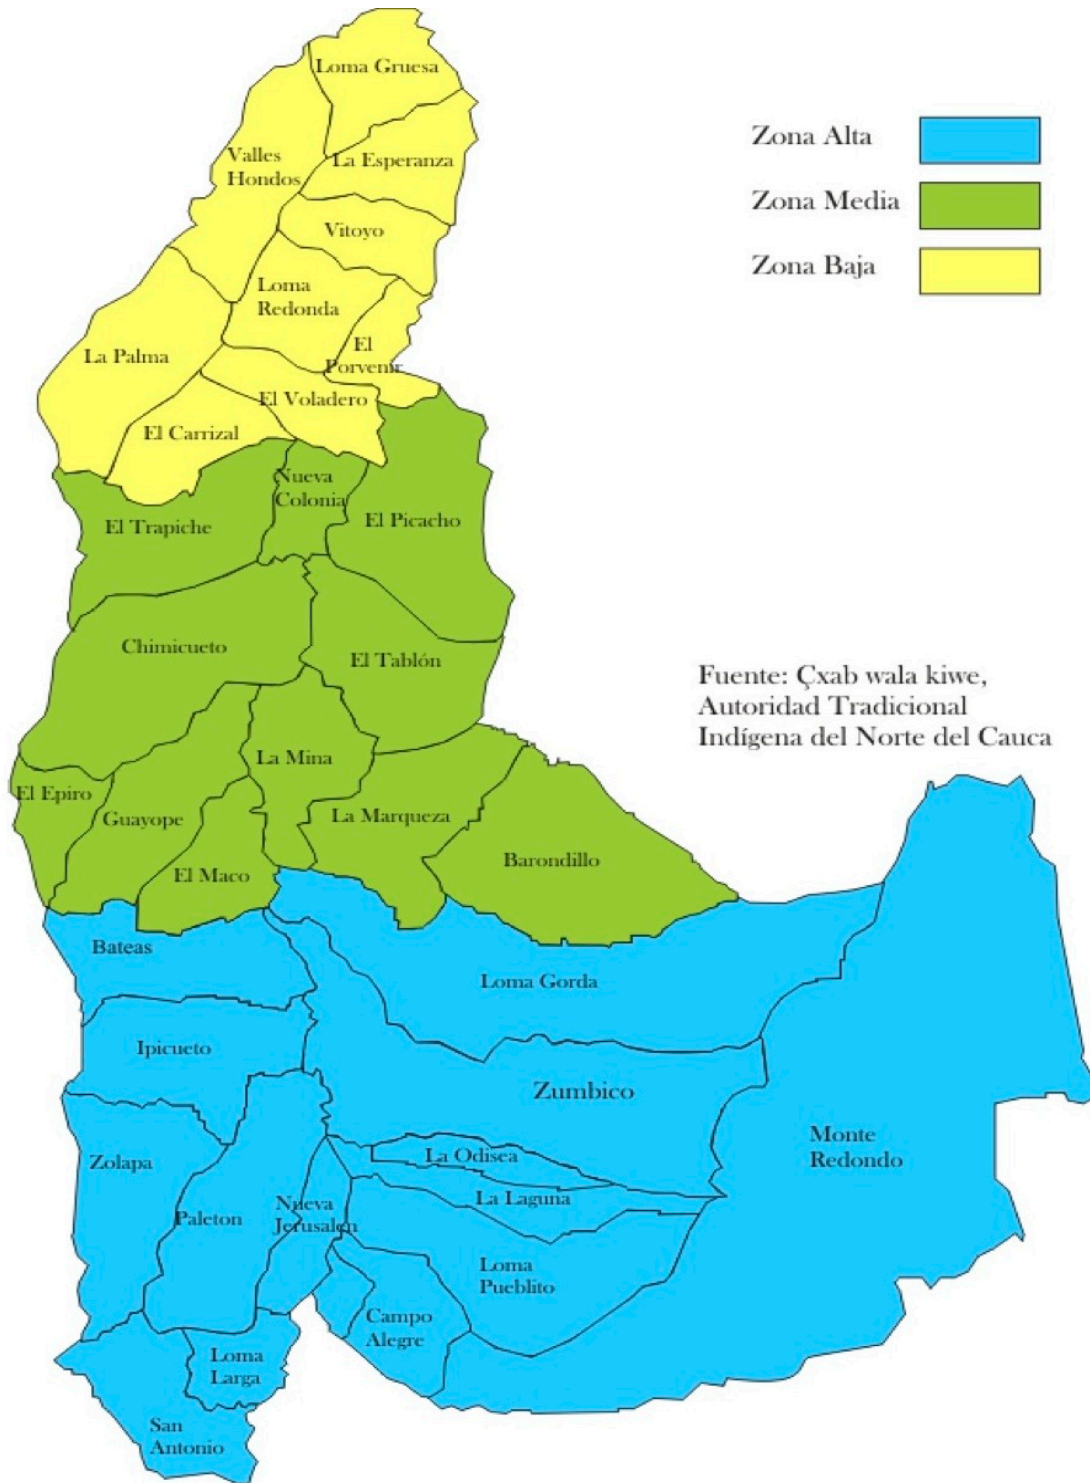 Loma Gruesa
Valles
Hondos
La Esperanza
Vitoyo
Loma
Redonda
El
Porvenir
La Palma
El Voladero
El Carrizal
Zona Alta
Zona Media
Zona Baja
Nueva
Colonia
El Trapiche
El Picacho
Chimicueto
El Tablón
Fuente: Çxab wala kiwe,
Autoridad Tradicional
Indígena del Norte del Cauca
La Mina
El Epiro
Guayope
La Marqueza
El Maco
Barondillo
Bateas
Loma Gorda
Ipicueto
Zumbico
Monte
Redondo
Zolapa
La Odisea
La Laguna
Paleton
Nueva
Jerusalen
Loma
Pueblito
Campo
Alegre
Loma
Larga
San
Antonio